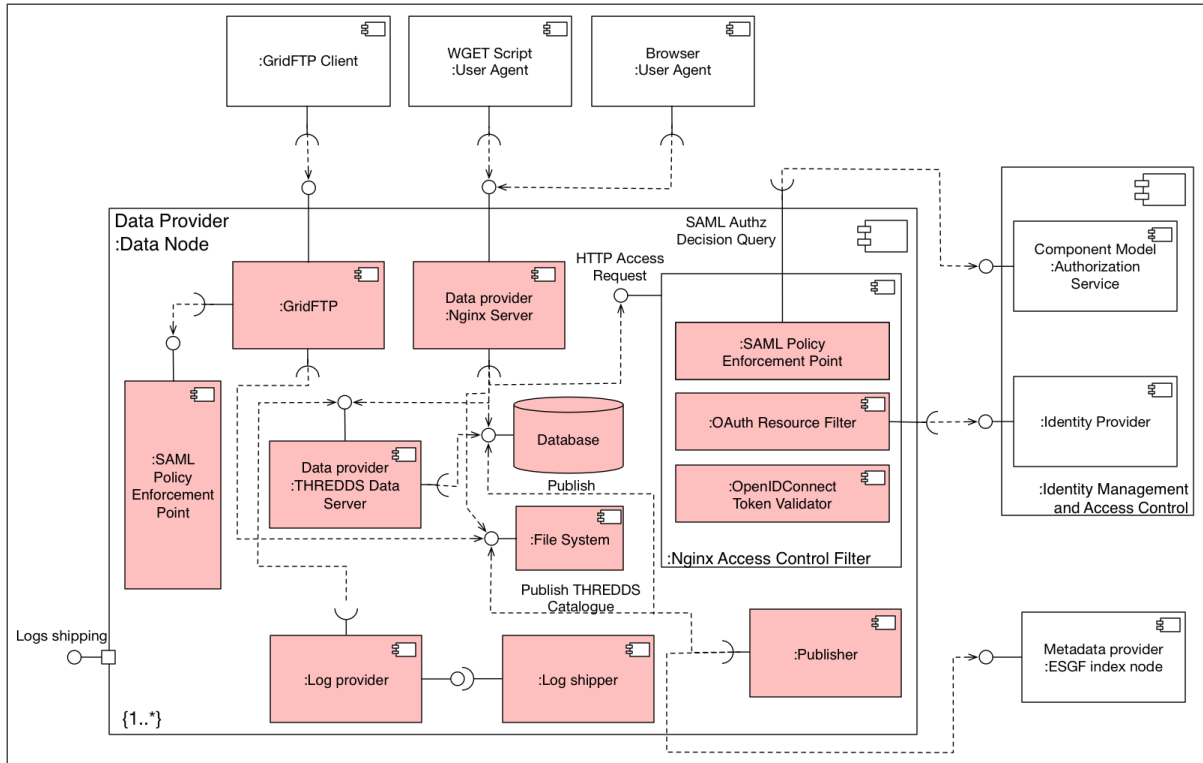 :GridFTP Client
WGET Script
:User Agent
Browser
:User Agent
Data Provider
:Data Node
SAML Authz
Decision Query
HTTP Access
Request
Component Model
:Authorization
Service
:GridFTP
Data provider
:Nginx Server
:SAML Policy
Enforcement Point
:SAML
Policy
Enforcement
Point
Data provider
:THREDDS Data
Server
Database
Publish
:OAuth Resource Filter
:Identity Provider
:OpenIDConnect
Token Validator
:Identity Management
and Access Control
:File System
:Nginx Access Control Filter
Publish THREDDS
Catalogue
Logs shipping
:Log provider
:Log shipper
:Publisher
Metadata provider
:ESGF index node
{1..*}